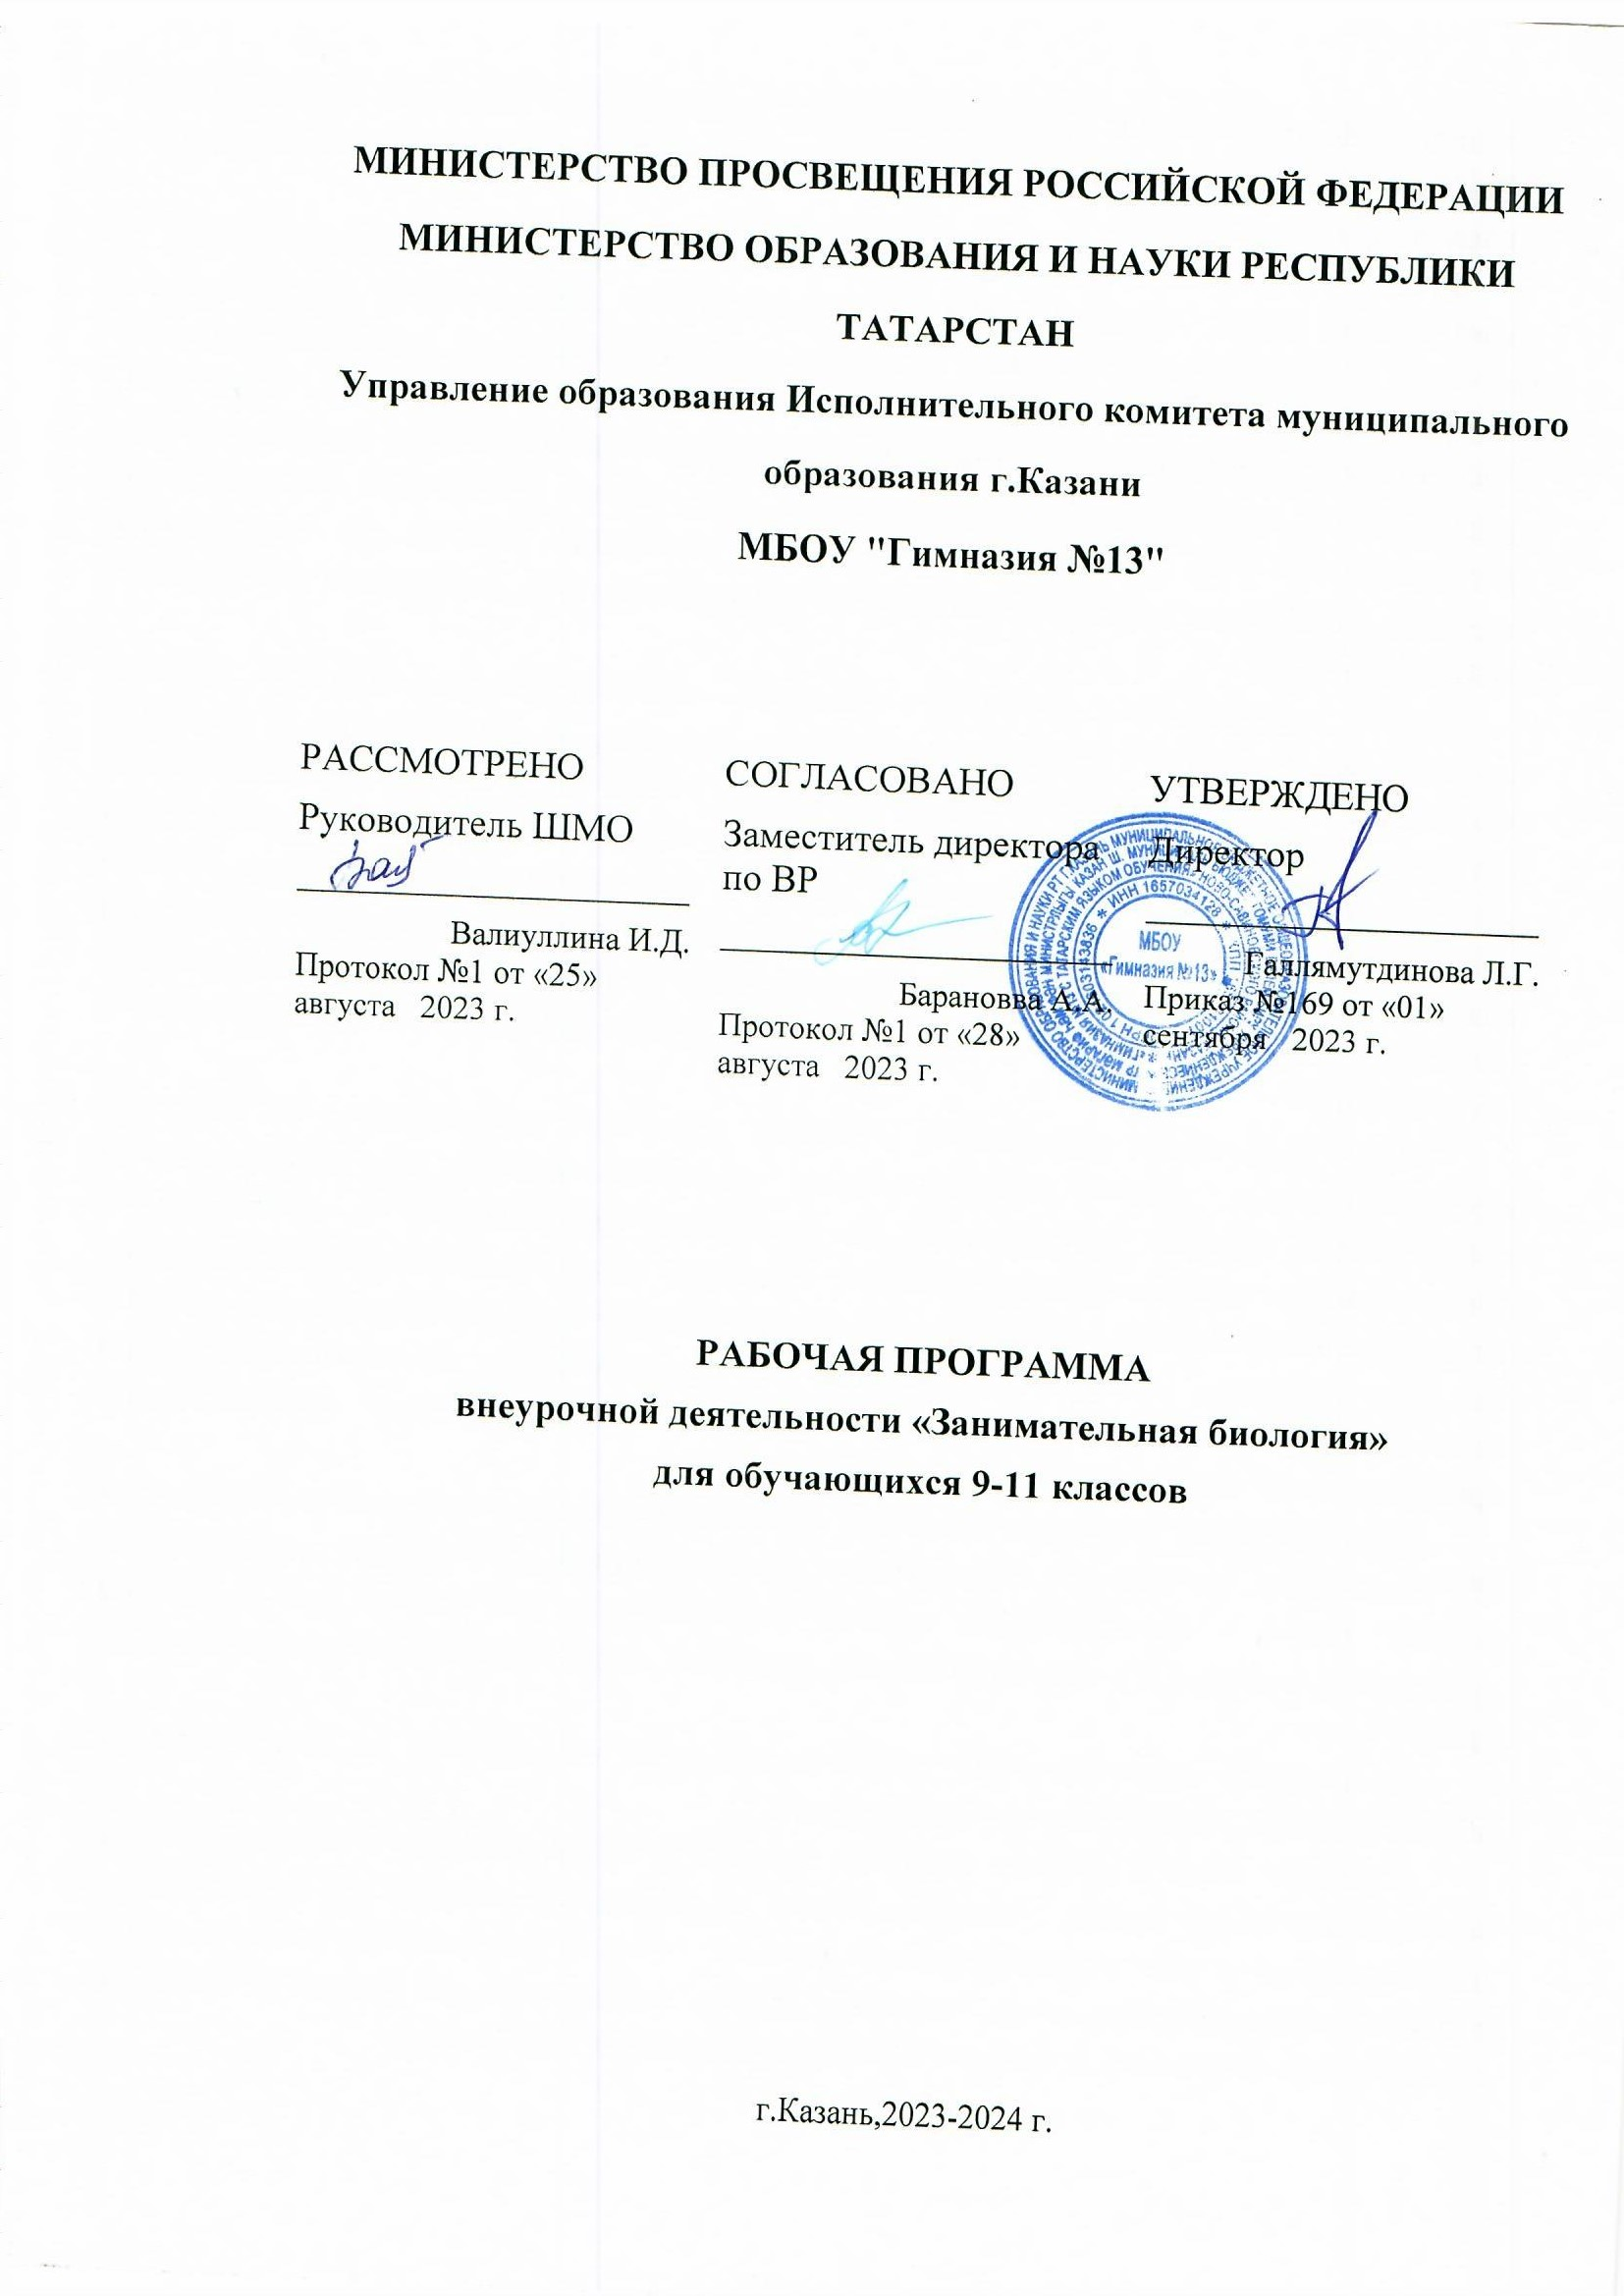 МИНИСТЕРСТВО ПРОСВЕЩЕНИЯ РОССИЙСКОЙ ФЕДЕРАЦИИ
МИНИСТЕРСТВО ОБРАЗОВАНИЯ И НАУКИ РЕСПУБЛИКИ
ТАТАРСТАН
Управление образования Исполнительного комитета муниципального
образования г.Казани
МБОУ "Гимназия №13"
РАССМОТРЕНО
Руководитель ШМО
Валиуллина И.Д.
Протокол №1 от «25»
августа 2023 г.
СОГЛАСОВАНО
Заместитель директора
по ВР
Барановва А.А.
Протокол №1 от «28»
августа 2023 г.
УТВЕРЖДЕНО
Директор
Галлямутдинова Л.Г.
Приказ №169 от «01»
сентября 2023 г.
ИНН 1657034128
МБОУ
«Гимназия №13»
РАБОЧАЯ ПРОГРАММА
внеурочной деятельности «Занимательная биология»
для обучающихся 9-11 классов
г.Казань,2023-2024 г.